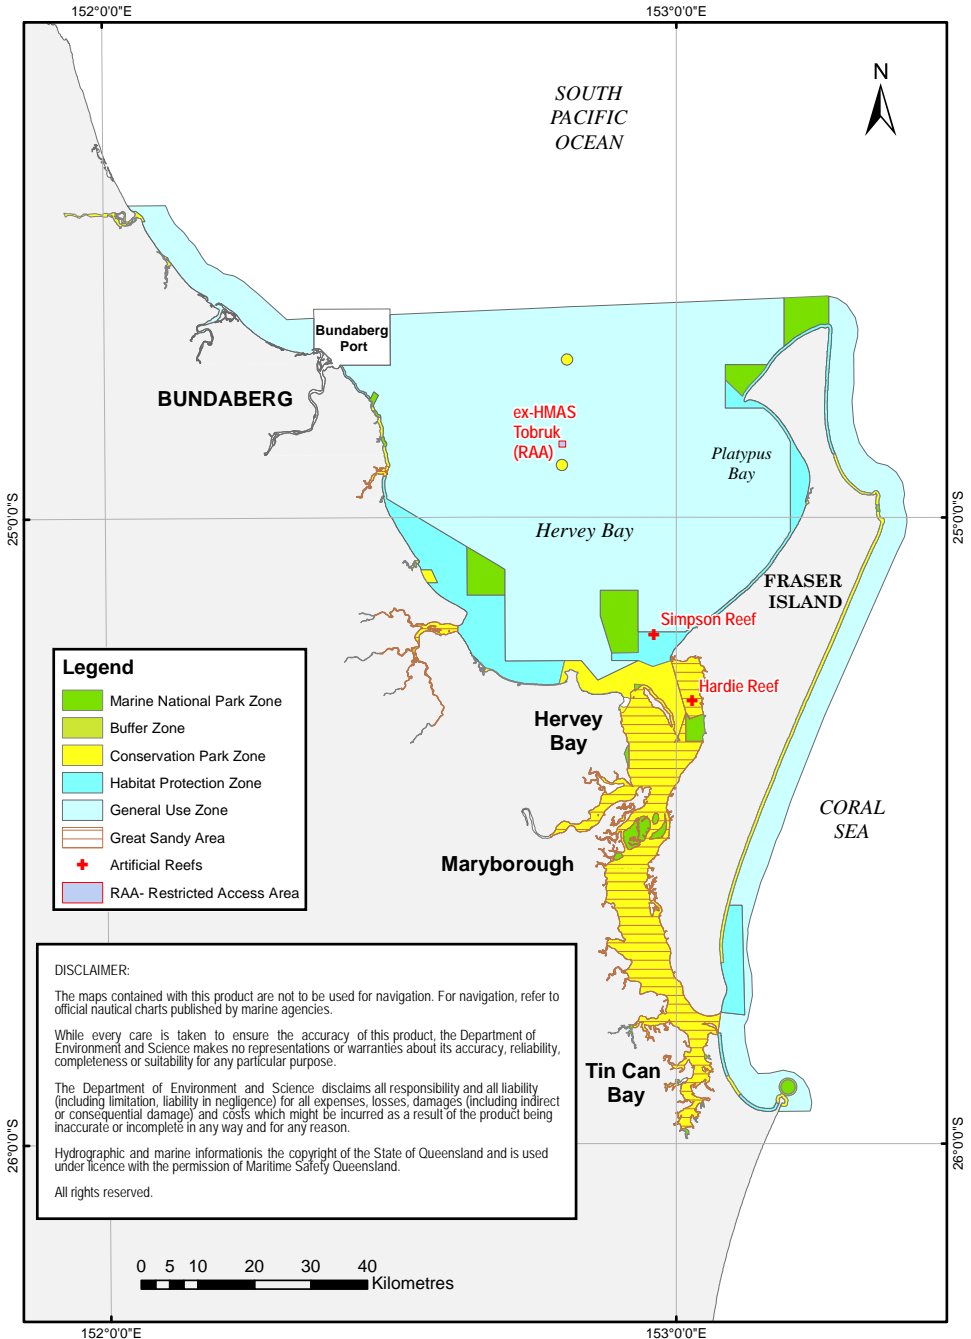 152°0'0"E
153°0'0"E
N
SOUTH
PACIFIC
OCEAN
Bundaberg
Port
BUNDABERG
ex-HMAS
Tobruk
(RAA)
Platypus
Bay
25°0'0"S
25°0'0"S
Hervey Bay
FRASER
ISLAND
Simpson Reef
Hardie Reef
Legend
Marine National Park Zone
Buffer Zone
Conservation Park Zone
Habitat Protection Zone
General Use Zone
Great Sandy Area
Artificial Reefs
RAA- Restricted Access Area
Hervey
Bay
CORAL
SEA
Maryborough
DISCLAIMER:
The maps contained with this product are not to be used for navigation. For navigation, refer to
official nautical charts published by marine agencies.
While every care is taken to ensure the accuracy of this product, the Department of
Environment and Science makes no representations or warranties about its accuracy, reliability,
completeness or suitability for any particular purpose.
The Department of Environment and Science disclaims all responsibility and all liability
(including limitation, liability in negligence) for all expenses, losses, damages (including indirect
or consequential damage) and costs which might be incurred as a result of the product being
inaccurate or incomplete in any way and for any reason.
Hydrographic and marine informationis the copyright of the State of Queensland and is used
under licence with the permission of Maritime Safety Queensland.
All rights reserved.
Tin Can
Bay
26°0'0"S
26°0'0"S
0 5 10 20 30 40
Kilometres
152°0'0"E
153°0'0"E